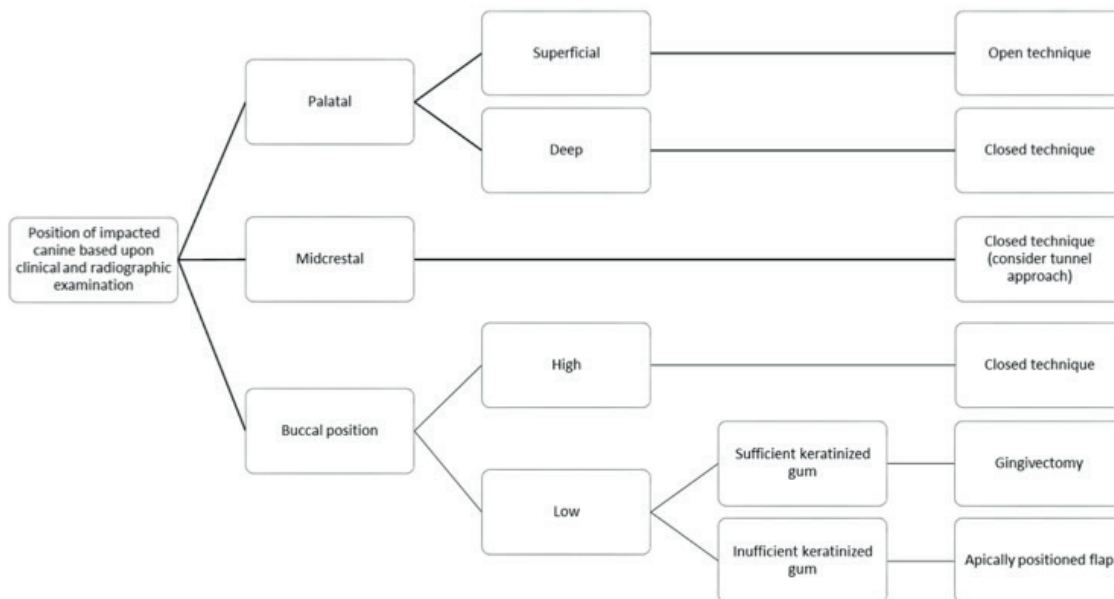 Superficial
Open technique
Palatal
Deep
Closed technique
Position of impacted
canine based upon
clinical and radiographic
examination
Midcrestal
Closed technique
(consider tunnel
approach)
High
Closed technique
Buccal position
Sufficient keratinized
gum
Gingivectomy
Low
Inufficient keratinized
gum
Apically positioned flap